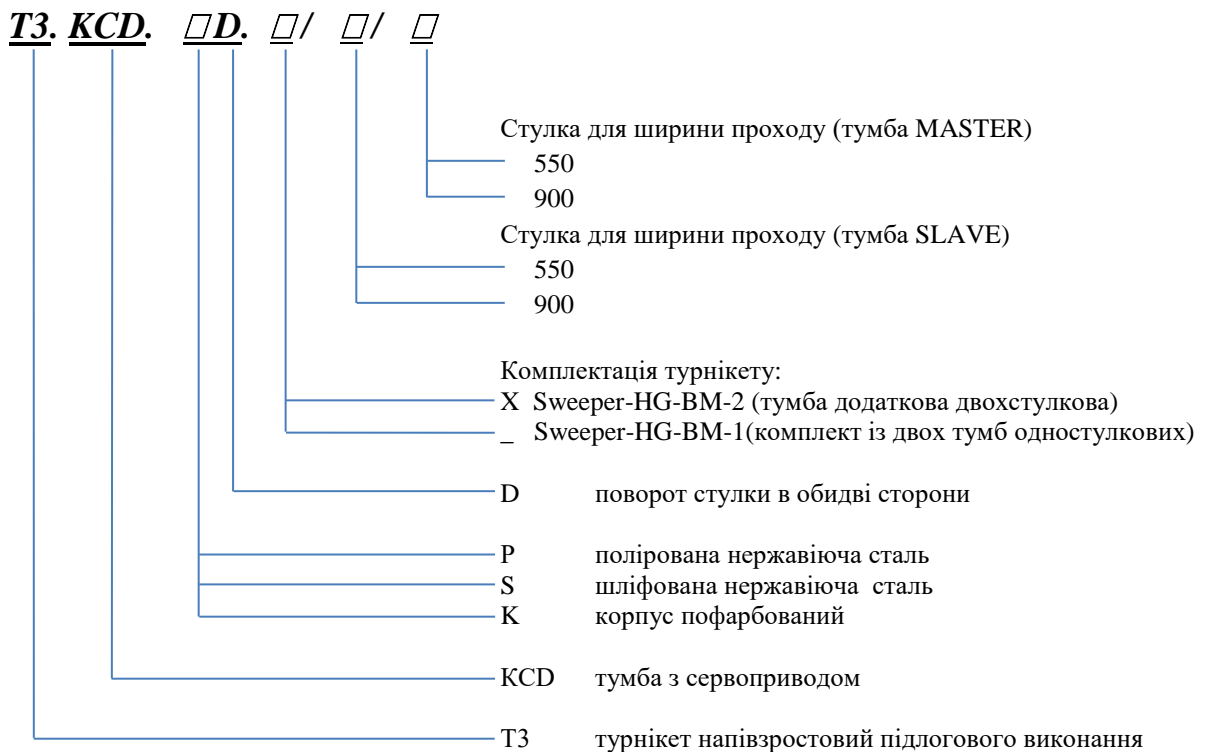 T3. KCD. □D. □/ □/ □
Стулка для ширини проходу (тумба MASTER)
550
900
Стулка для ширини проходу (тумба SLAVE)
550
900
Комплектація турнікету:
X Sweeper-HG-BM-2 (тумба додаткова двохстулкова)
_ Sweeper-HG-BM-1(комплект із двох тумб одностулкових)
D поворот стулки в обидві сторони
P полірована нержавіюча сталь
S шліфована нержавіюча сталь
K корпус пофарбований
KCD тумба з сервоприводом
T3 турнікет напівзростовий підлогового виконання